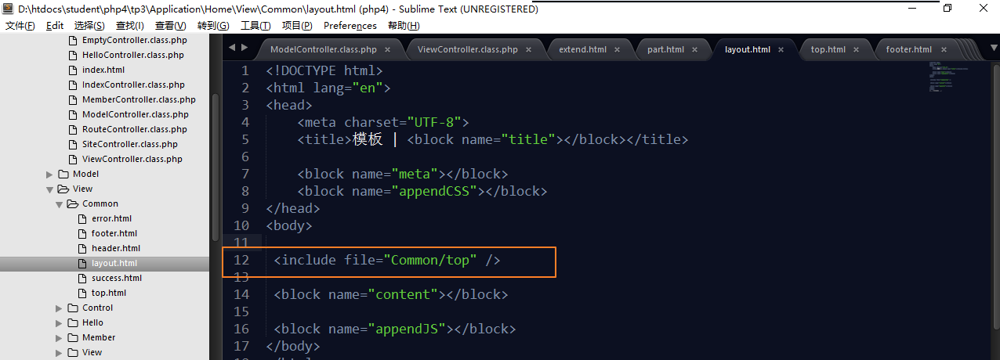 D:\htdocs\student\php4\tp3\Application\Home\View\Common\layout.html (php4) - Sublime Text (UNREGISTERED)
文件(F) Edit 选择(S) 查找(I) 查看(V) 转到(G) 工具(T) 项目(P) Preferences 帮助(H)
EmptyController.class.php
HelloController.class.php
index.html
IndexController.class.php
MemberController.class.php
ModelController.class.php
RouteController.class.php
SiteController.class.php
ViewController.class.php
Model
View
Common
error.html
footer.html
header.html
layout.html
success.html
top.html
Control
Hello
Member
View
ModelController.class.php × ViewController.class.php × extend.html × part.html × layout.html × top.html × footer.html ×
1 <!DOCTYPE html>
2 <html lang="en">
3 <head>
4 <meta charset="UTF-8">
5 <title>模板 | <block name="title"></block></title>
6
7 <block name="meta"></block>
8 <block name="appendCSS"></block>
9 </head>
10 <body>
11
12 <include file="Common/top" />
13
14 <block name="content"></block>
15
16 <block name="appendJS"></block>
17 </body>